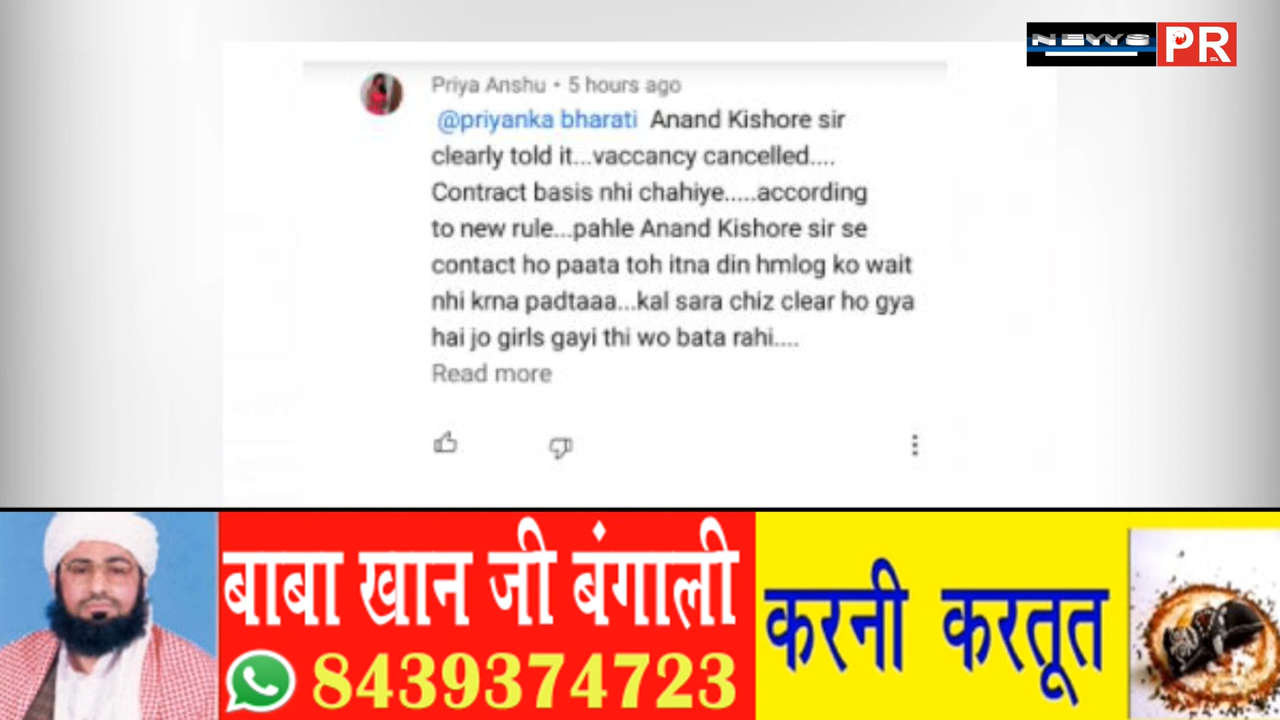 NEWS PR
Priya Anshu • 5 hours ago
@priyanka bharati Anand Kishore sir
clearly told it...vaccancy cancelled....
Contract basis nhi chahiye.....according
to new rule...pahle Anand Kishore sir se
contact ho paata toh itna din hmlog ko wait
nhi krna padtaaa...kal sara chiz clear ho gya
hai jo girls gayi thi wo bata rahi....
Read more
बाबा खान जी बंगाली
8439374723
करनी करतूत